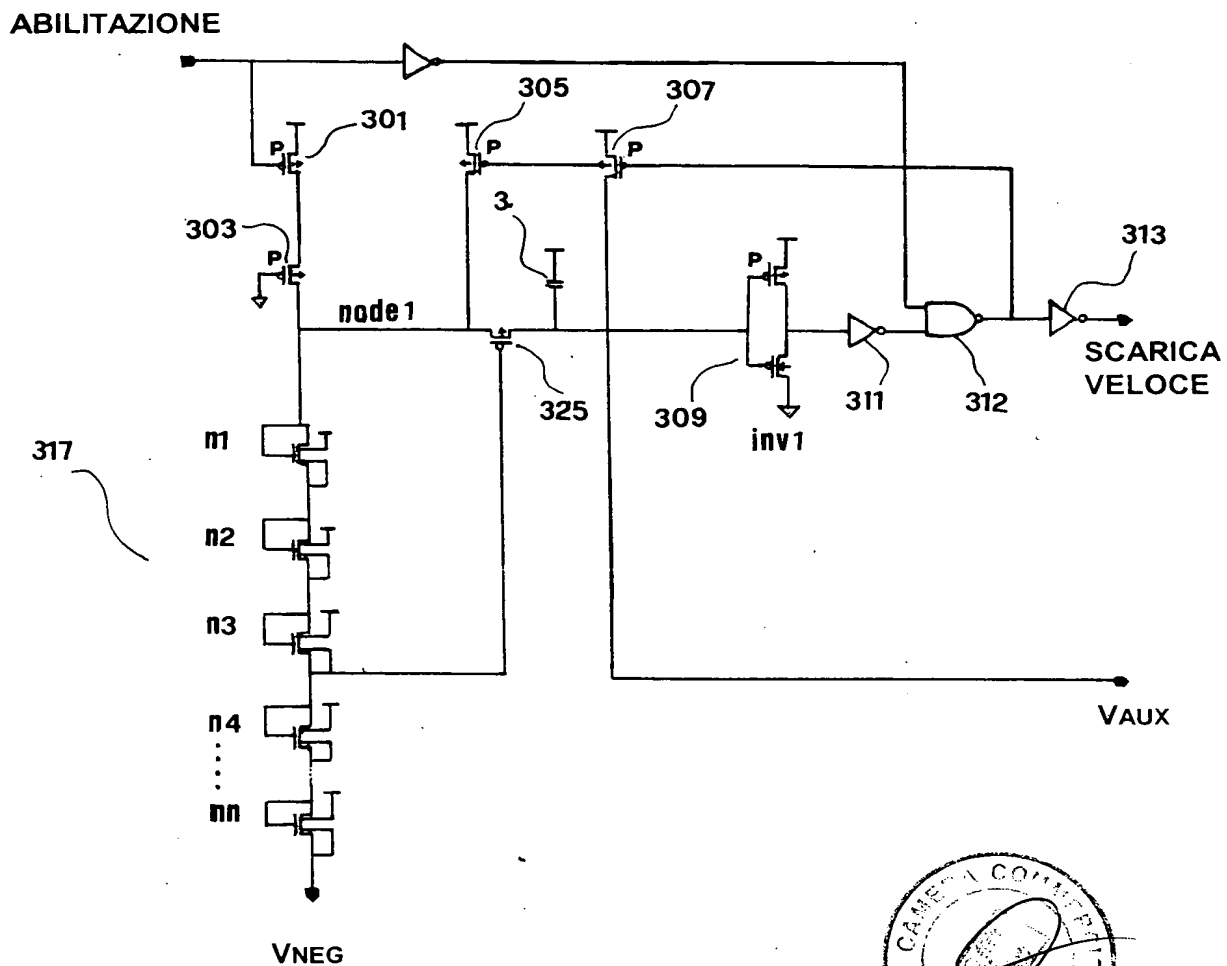 ABILITAZIONE
305
307
301
P
P
P
3
303
P
313
P
node1
SCARICA
VELOCE
325
309
311
312
inv1
n1
317
n2
n3
VAUX
n4
nn
VNEG